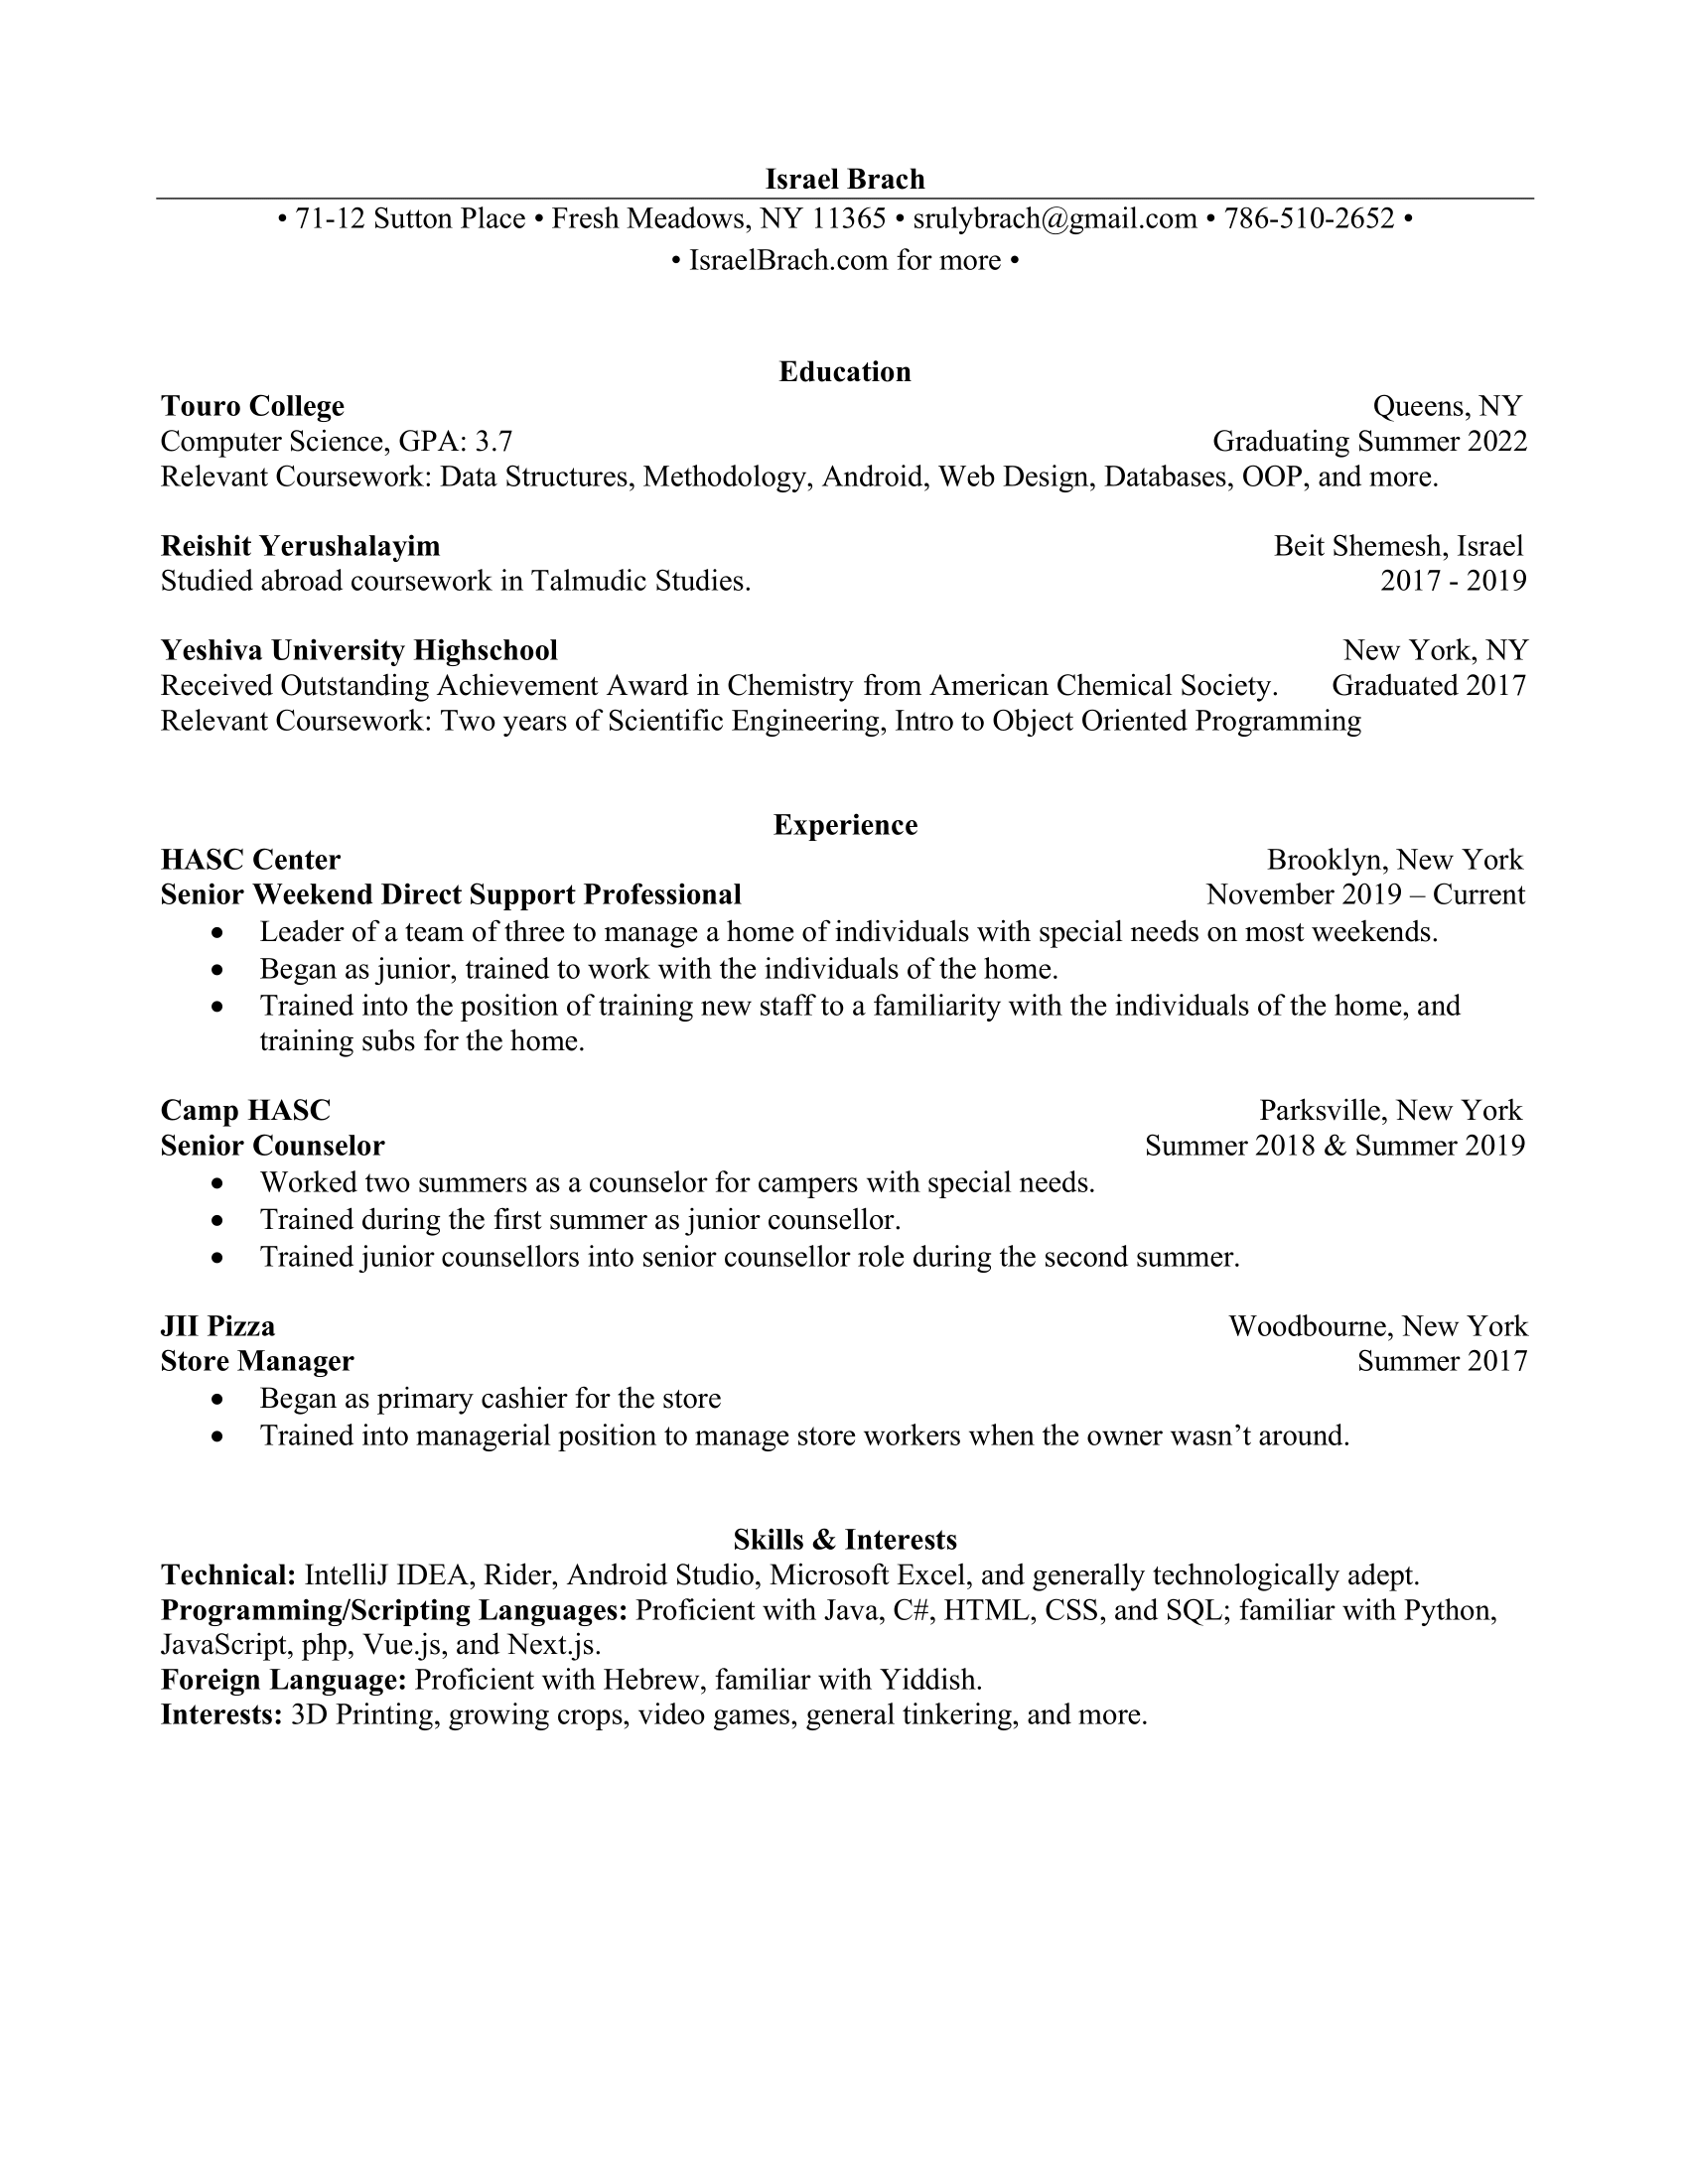 Israel Brach
• 71-12 Sutton Place • Fresh Meadows, NY 11365 • srulybrach@gmail.com • 786-510-2652 •
• IsraelBrach.com for more •
Education
Touro College Queens, NY
Computer Science, GPA: 3.7 Graduating Summer 2022
Relevant Coursework: Data Structures, Methodology, Android, Web Design, Databases, OOP, and more.
Reishit Yerushalayim Beit Shemesh, Israel
Studied abroad coursework in Talmudic Studies. 2017 - 2019
Yeshiva University Highschool New York, NY
Received Outstanding Achievement Award in Chemistry from American Chemical Society. Graduated 2017
Relevant Coursework: Two years of Scientific Engineering, Intro to Object Oriented Programming
Experience
HASC Center Brooklyn, New York
Senior Weekend Direct Support Professional November 2019 – Current
• Leader of a team of three to manage a home of individuals with special needs on most weekends.
• Began as junior, trained to work with the individuals of the home.
• Trained into the position of training new staff to a familiarity with the individuals of the home, and
training subs for the home.
Camp HASC Parksville, New York
Senior Counselor Summer 2018 & Summer 2019
• Worked two summers as a counselor for campers with special needs.
• Trained during the first summer as junior counsellor.
• Trained junior counsellors into senior counsellor role during the second summer.
JII Pizza Woodbourne, New York
Store Manager Summer 2017
• Began as primary cashier for the store
• Trained into managerial position to manage store workers when the owner wasn’t around.
Skills & Interests
Technical: IntelliJ IDEA, Rider, Android Studio, Microsoft Excel, and generally technologically adept.
Programming/Scripting Languages: Proficient with Java, C#, HTML, CSS, and SQL; familiar with Python,
JavaScript, php, Vue.js, and Next.js.
Foreign Language: Proficient with Hebrew, familiar with Yiddish.
Interests: 3D Printing, growing crops, video games, general tinkering, and more.